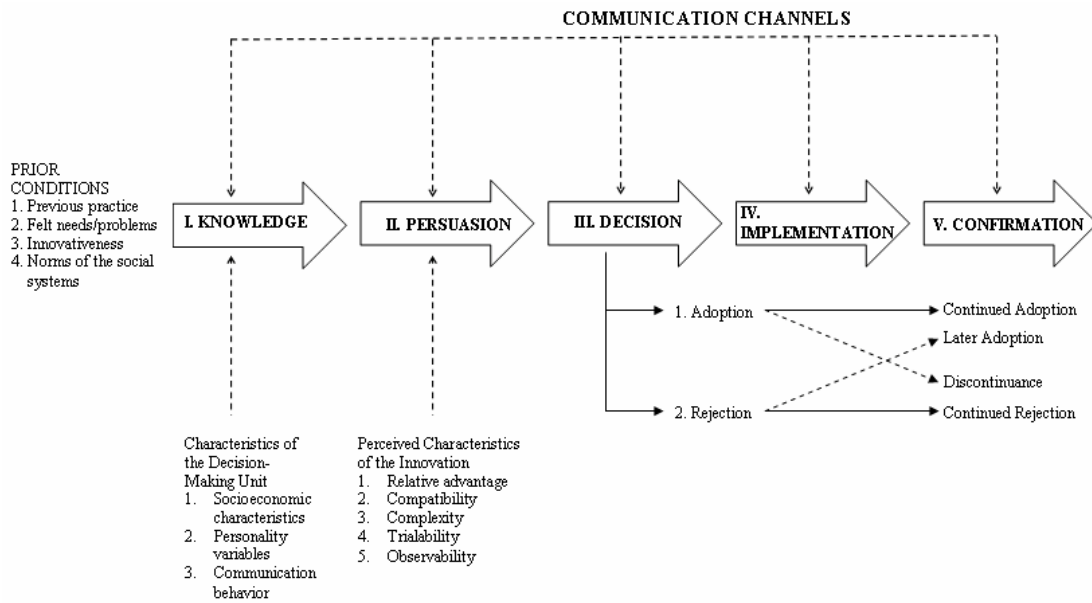 COMMUNICATION CHANNELS
PRIOR
CONDITIONS
1. Previous practice
2. Felt needs/problems
3. Innovativeness
4. Norms of the social
systems
I. KNOWLEDGE
II. PERSUASION
III. DECISION
IV.
IMPLEMENTATION
V. CONFIRMATION
1. Adoption
2. Rejection
Continued Adoption
Later Adoption
Discontinuance
Continued Rejection
Characteristics of
the Decision-
Making Unit
1. Socioeconomic
characteristics
2. Personality
variables
3. Communication
behavior
Perceived Characteristics
of the Innovation
1. Relative advantage
2. Compatibility
3. Complexity
4. Trialability
5. Observability